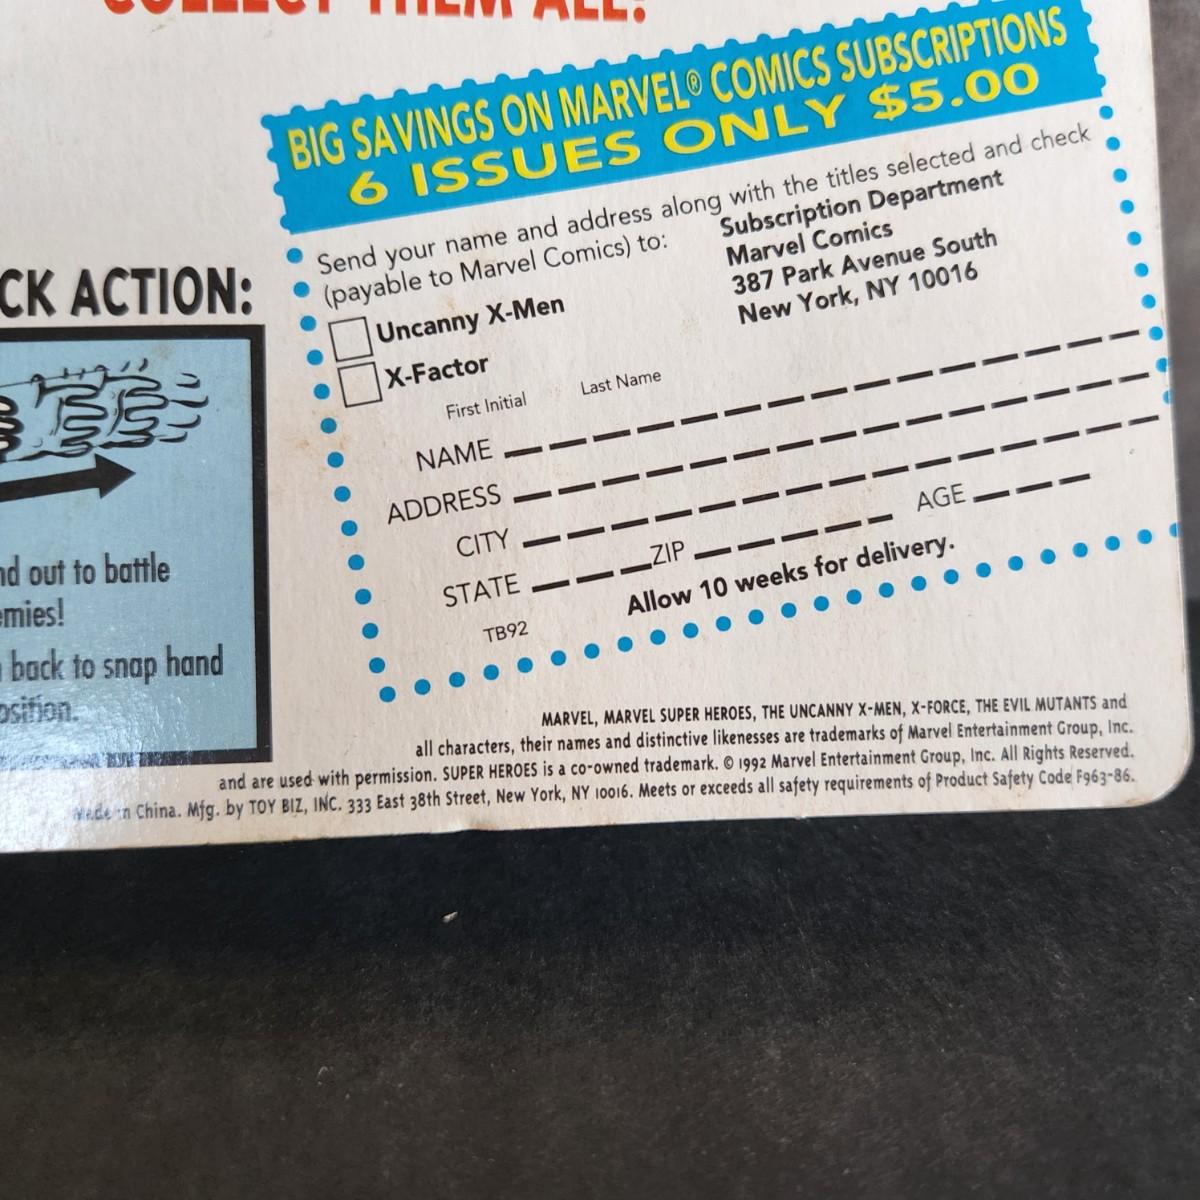 COLLECT THEM ALL!
BIG SAVINGS ON MARVEL® COMICS SUBSCRIPTIONS
6 ISSUES ONLY $5.00
Send your name and address along with the titles selected and check
(payable to Marvel Comics) to:
Subscription Department
Marvel Comics
387 Park Avenue South
New York, NY 10016
Uncanny X-Men
X-Factor
First Initial Last Name
NAME
ADDRESS
CITY
STATE ZIP AGE
Allow 10 weeks for delivery.
TB92
CK ACTION:
nd out to battle
emies!
back to snap hand
osition.
MARVEL, MARVEL SUPER HEROES, THE UNCANNY X-MEN, X-FORCE, THE EVIL MUTANTS and
all characters, their names and distinctive likenesses are trademarks of Marvel Entertainment Group, Inc.
and are used with permission. SUPER HEROES is a co-owned trademark. © 1992 Marvel Entertainment Group, Inc. All Rights Reserved.
Made in China. Mfg. by TOY BIZ, INC. 333 East 38th Street, New York, NY 10016. Meets or exceeds all safety requirements of Product Safety Code F963-86.